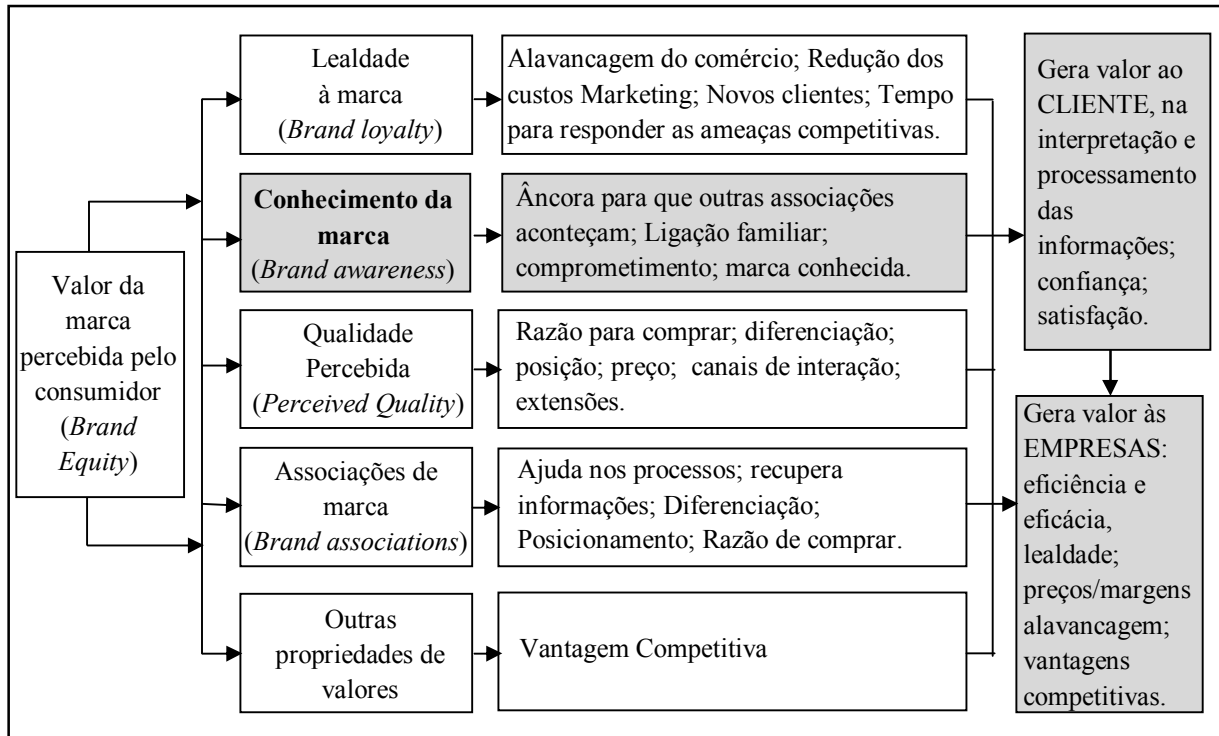 Valor da
marca
percebida pelo
consumidor
(Brand
Equity)
Lealdade
à marca
(Brand loyalty)
Alavancagem do comércio; Redução dos
custos Marketing; Novos clientes; Tempo
para responder as ameaças competitivas.
Conhecimento da
marca
(Brand awareness)
Âncora para que outras associações
aconteçam; Ligação familiar;
comprometimento; marca conhecida.
Qualidade
Percebida
(Perceived Quality)
Razão para comprar; diferenciação;
posição; preço; canais de interação;
extensões.
Associações de
marca
(Brand associations)
Ajuda nos processos; recupera
informações; Diferenciação;
Posicionamento; Razão de comprar.
Outras
propriedades de
valores
Vantagem Competitiva
Gera valor ao
CLIENTE, na
interpretação e
processamento
das
informações;
confiança;
satisfação.
Gera valor às
EMPRESAS:
eficiência e
eficácia,
lealdade;
preços/margens
alavancagem;
vantagens
competitivas.